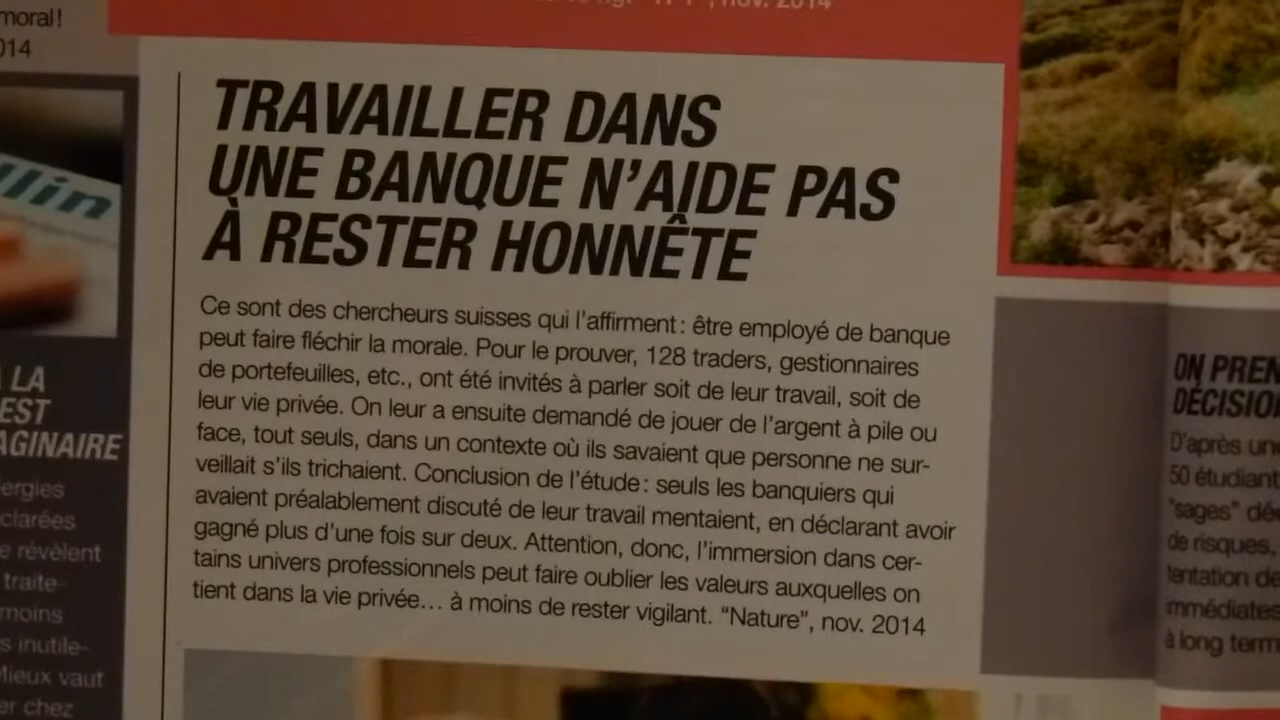 moral!
014
nov. 2014
TRAVAILLER DANS
UNE BANQUE N'AIDE PAS
À RESTER HONNÊTE
Ce sont des chercheurs suisses qui l'affirment : être employé de banque
peut faire fléchir la morale. Pour le prouver, 128 traders, gestionnaires
de portefeuilles, etc., ont été invités à parler soit de leur travail, soit de
leur vie privée. On leur a ensuite demandé de jouer de l'argent à pile ou
face, tout seuls, dans un contexte où ils savaient que personne ne sur-
veillait s'ils trichaient. Conclusion de l'étude : seuls les banquiers qui
avaient préalablement discuté de leur travail mentaient, en déclarant avoir
gagné plus d'une fois sur deux. Attention, donc, l'immersion dans cer-
tains univers professionnels peut faire oublier les valeurs auxquelles on
tient dans la vie privée… à moins de rester vigilant. "Nature", nov. 2014
llin
LA
EST
AGINAIRE
ergies
clarées
e révèlent
traite-
moins
s inutile-
Mieux vaut
er chez
ON PREN
DÉCISIO
D'après un
50 étudiant
"sages" dé
de risques,
tentation de
mmédiates
à long term